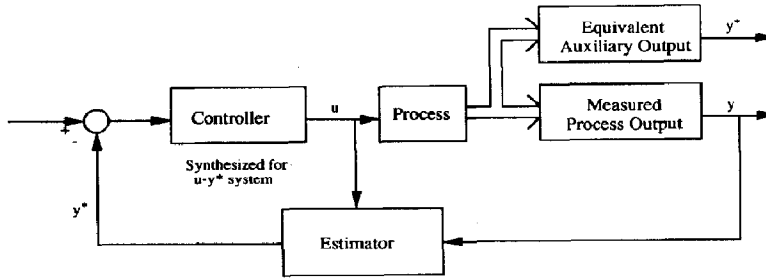 Equivalent
Auxiliary Output
y*
Controller
u
Process
Measured
Process Output
y
+
-
Synthesized for
u-y* system
y*
Estimator